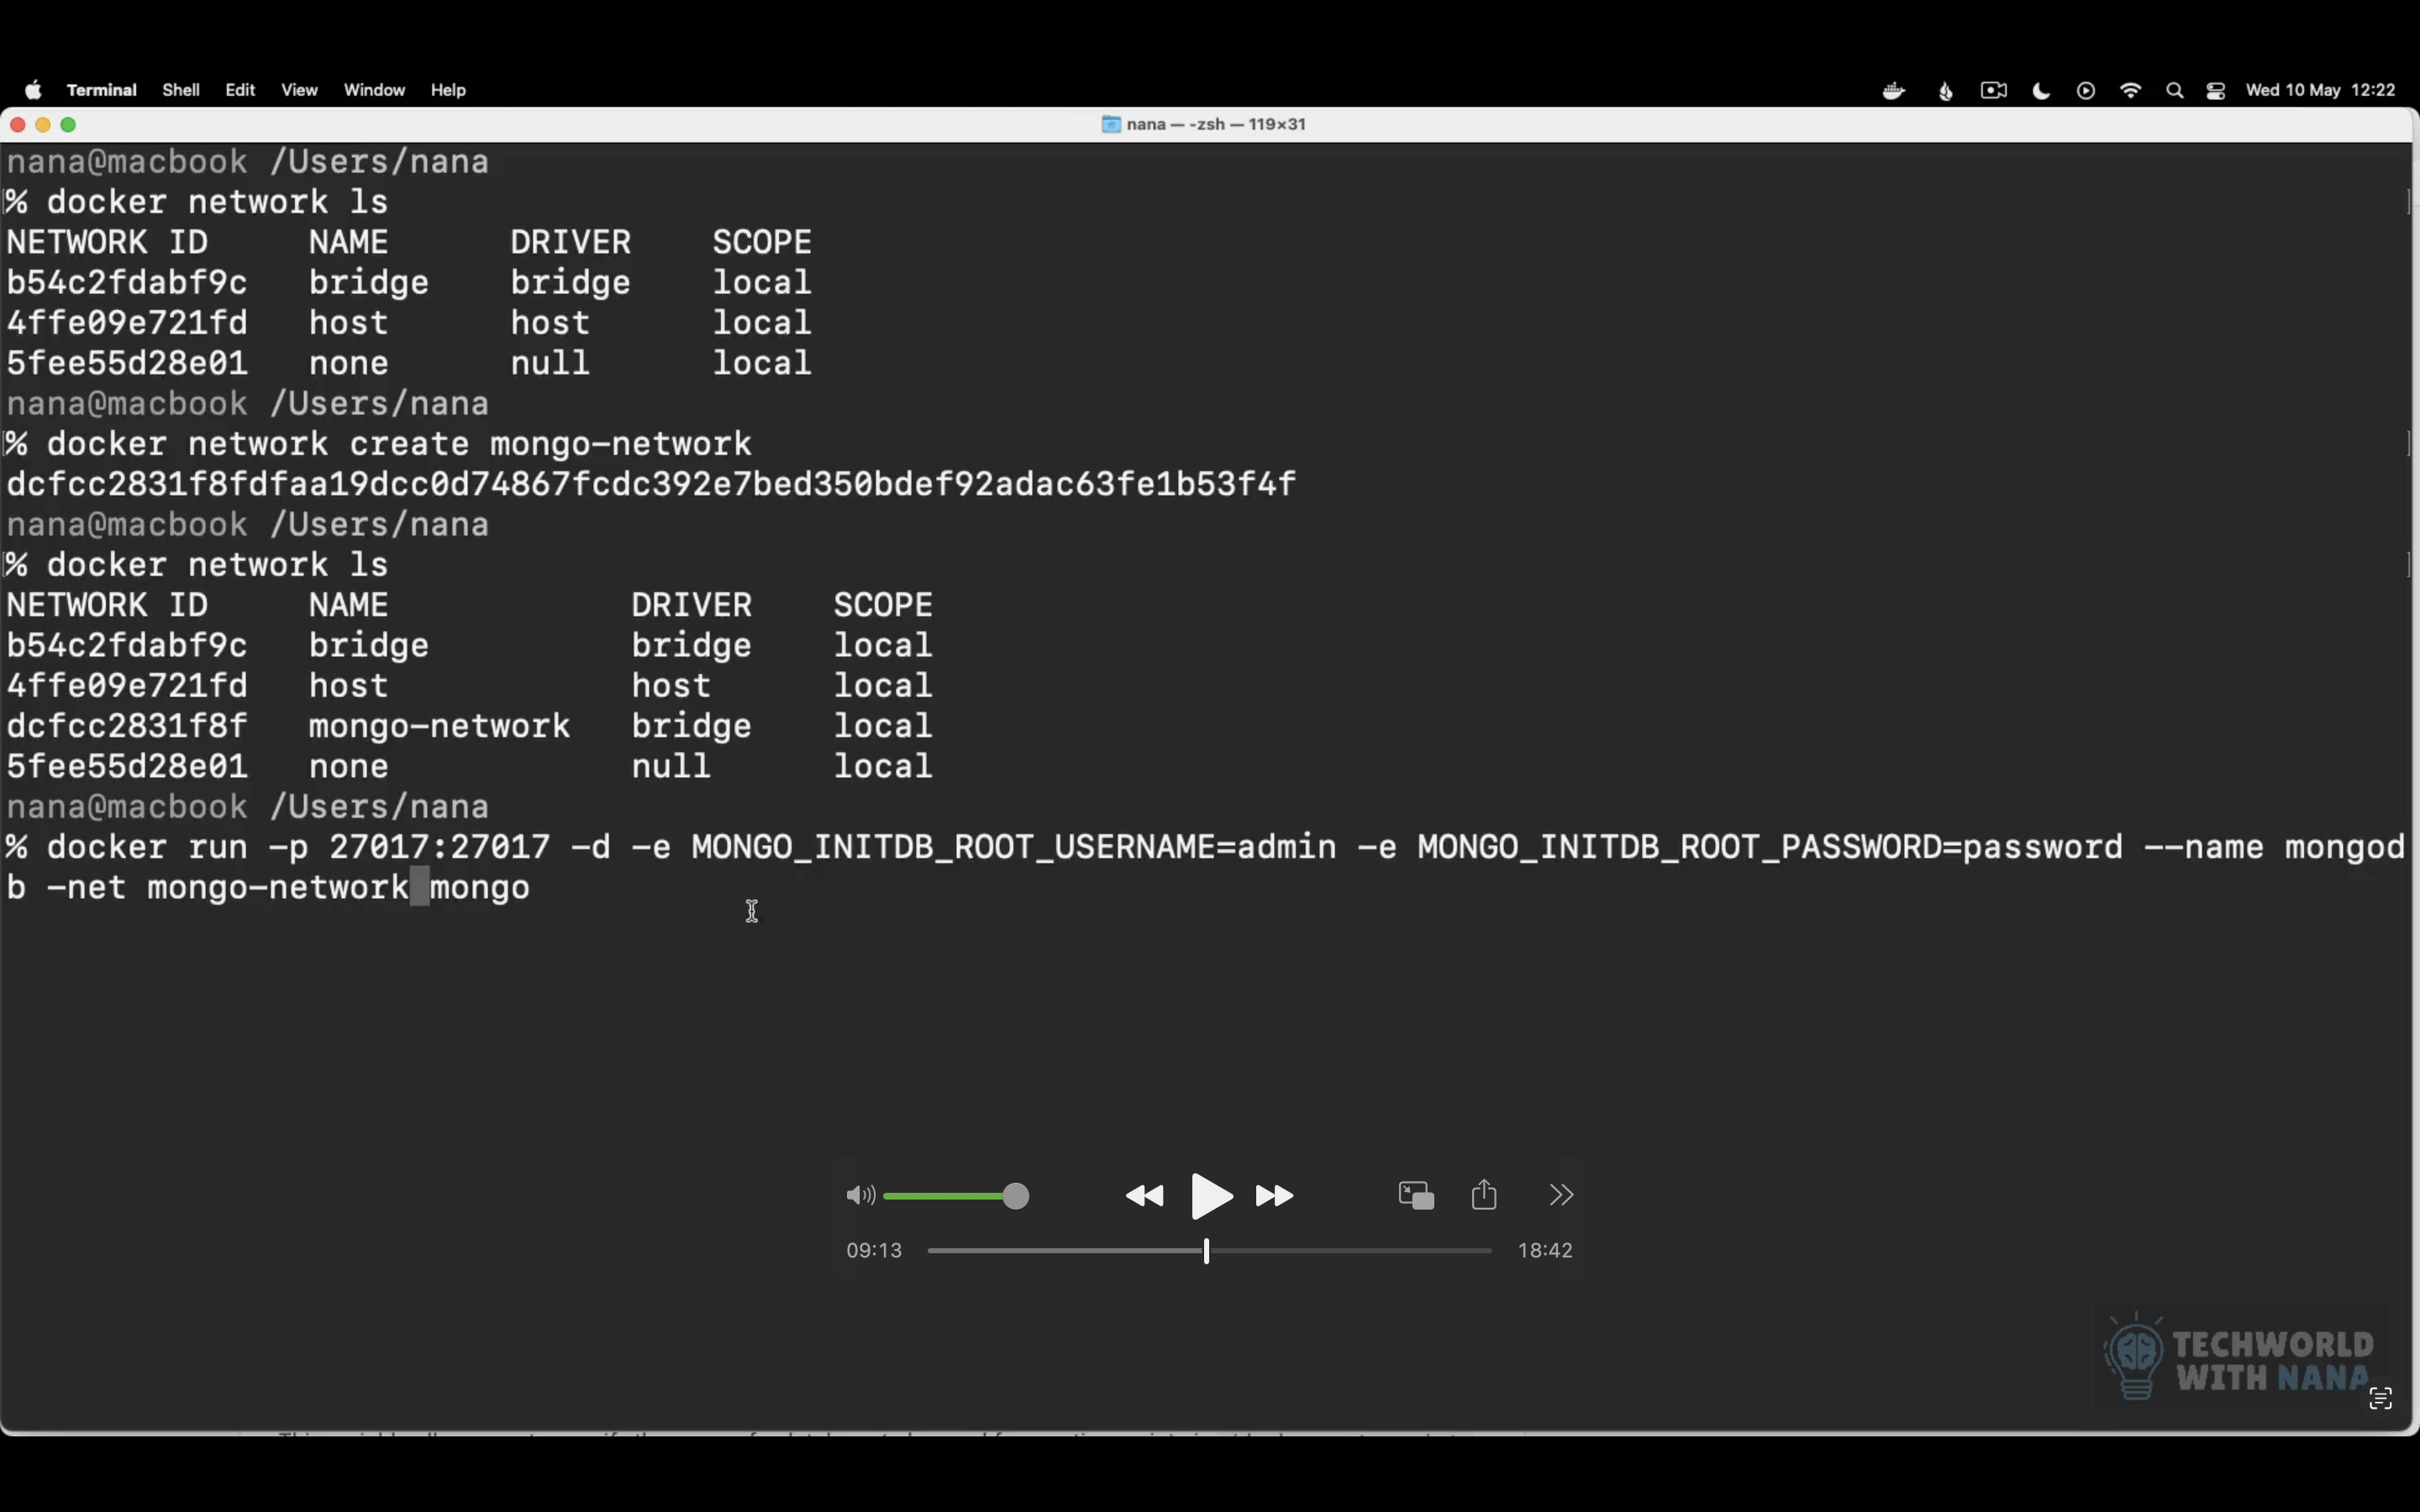 Terminal Shell Edit View Window Help Wed 10 May 12:22
nana — -zsh — 119×31
nana@macbook /Users/nana
% docker network ls
NETWORK ID NAME DRIVER SCOPE
b54c2fdabf9c bridge bridge local
4ffe09e721fd host host local
5fee55d28e01 none null local
nana@macbook /Users/nana
% docker network create mongo-network
dcfcc2831f8fdfaa19dcc0d74867fcdc392e7bed350bdef92adac63fe1b53f4f
nana@macbook /Users/nana
% docker network ls
NETWORK ID NAME DRIVER SCOPE
b54c2fdabf9c bridge bridge local
4ffe09e721fd host host local
dcfcc2831f8f mongo-network bridge local
5fee55d28e01 none null local
nana@macbook /Users/nana
% docker run -p 27017:27017 -d -e MONGO_INITDB_ROOT_USERNAME=admin -e MONGO_INITDB_ROOT_PASSWORD=password --name mongod
b -net mongo-network mongo
09:13 18:42
TECHWORLD
WITH NANA